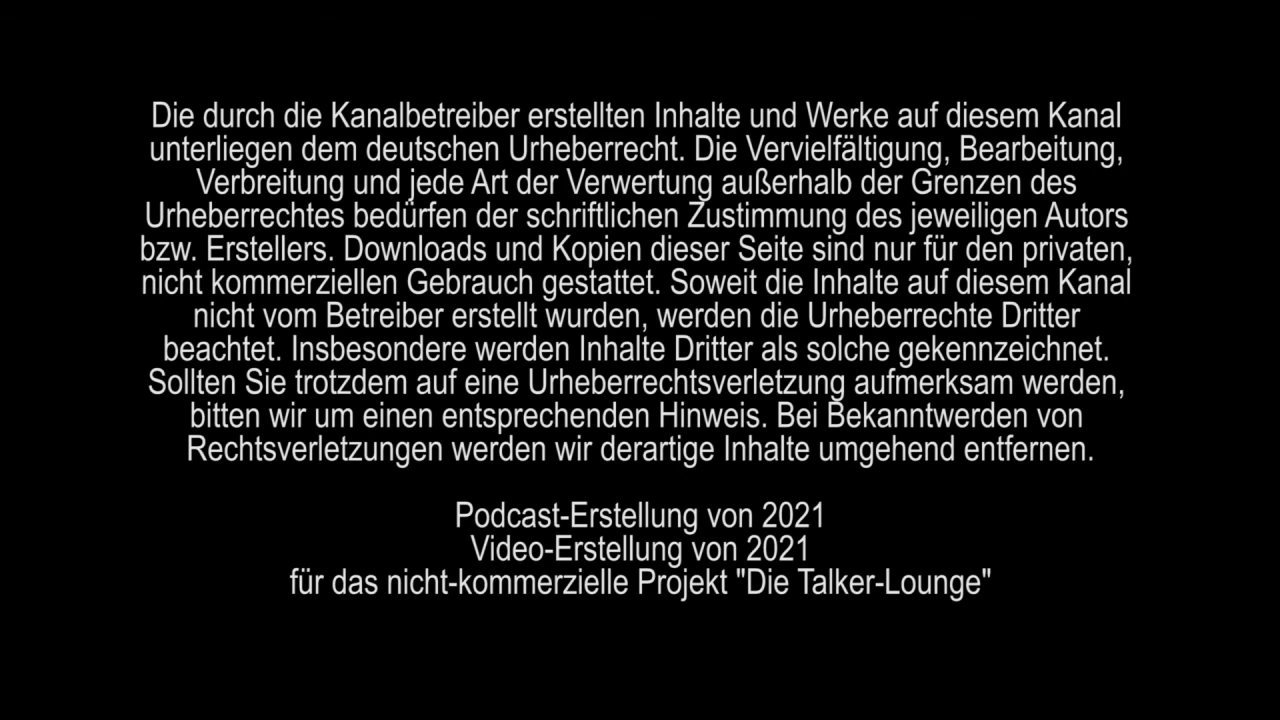 Die durch die Kanalbetreiber erstellten Inhalte und Werke auf diesem Kanal
unterliegen dem deutschen Urheberrecht. Die Vervielfältigung, Bearbeitung,
Verbreitung und jede Art der Verwertung außerhalb der Grenzen des
Urheberrechtes bedürfen der schriftlichen Zustimmung des jeweiligen Autors
bzw. Erstellers. Downloads und Kopien dieser Seite sind nur für den privaten,
nicht kommerziellen Gebrauch gestattet. Soweit die Inhalte auf diesem Kanal
nicht vom Betreiber erstellt wurden, werden die Urheberrechte Dritter
beachtet. Insbesondere werden Inhalte Dritter als solche gekennzeichnet.
Sollten Sie trotzdem auf eine Urheberrechtsverletzung aufmerksam werden,
bitten wir um einen entsprechenden Hinweis. Bei Bekanntwerden von
Rechtsverletzungen werden wir derartige Inhalte umgehend entfernen.
Podcast-Erstellung von 2021
Video-Erstellung von 2021
für das nicht-kommerzielle Projekt "Die Talker-Lounge"